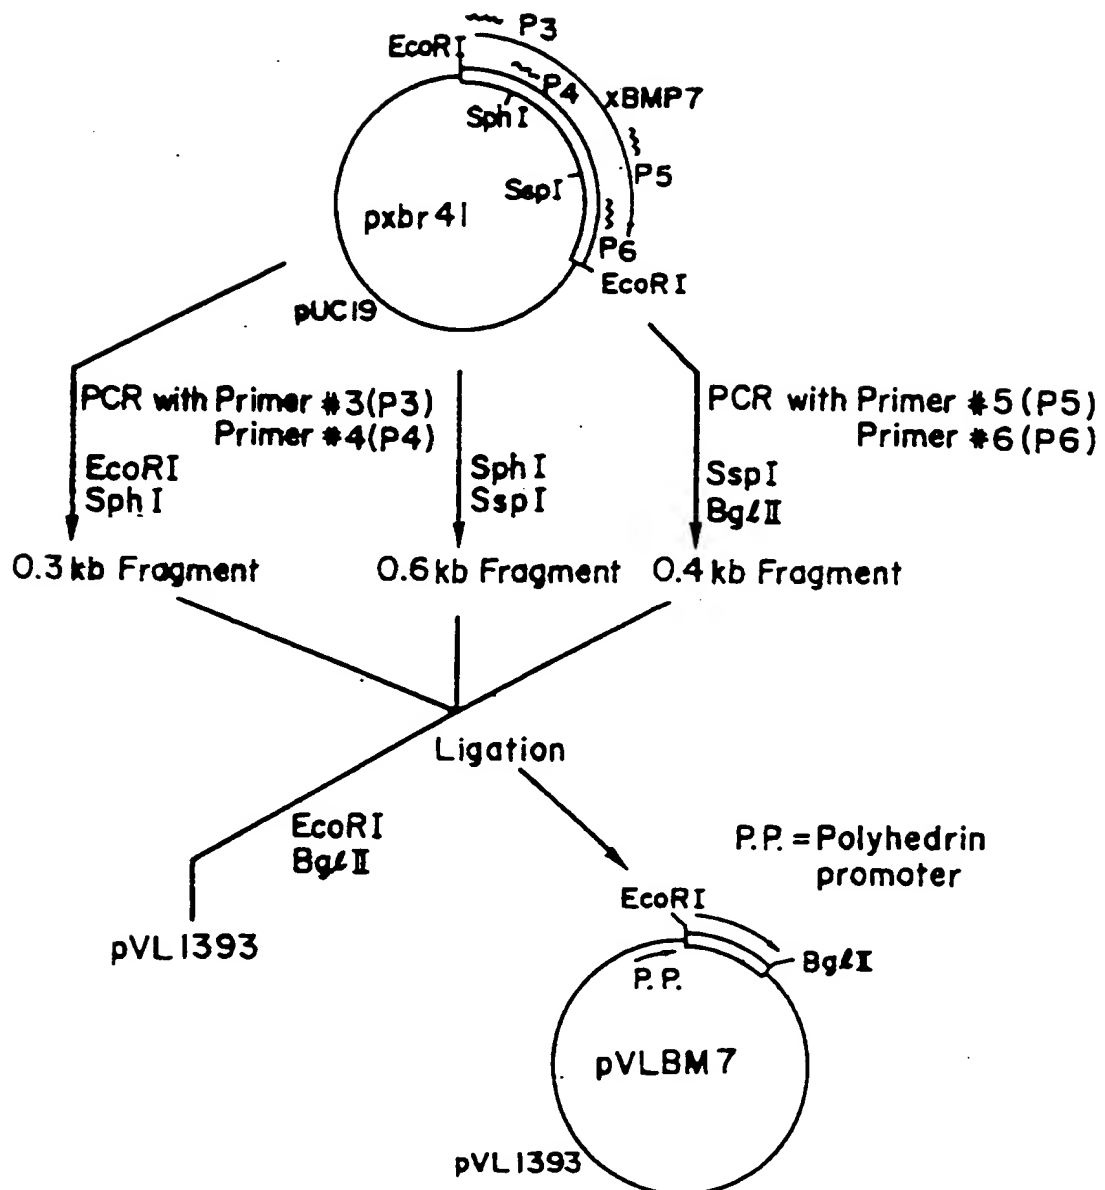 P3
EcoRI
P4
xBMP7
SphI
P5
SspI
pxbr41
P6
EcoRI
pUC19
PCR with Primer #3(P3)
Primer #4(P4)
EcoRI
SphI
SphI
SspI
PCR with Primer #5(P5)
Primer #6(P6)
SspI
BglII
0.3 kb Fragment
0.6 kb Fragment
0.4 kb Fragment
Ligation
EcoRI
BglII
pVL1393
P.P. = Polyhedrin
promoter
EcoRI
BglII
P.P.
pVLBM7
pVL1393